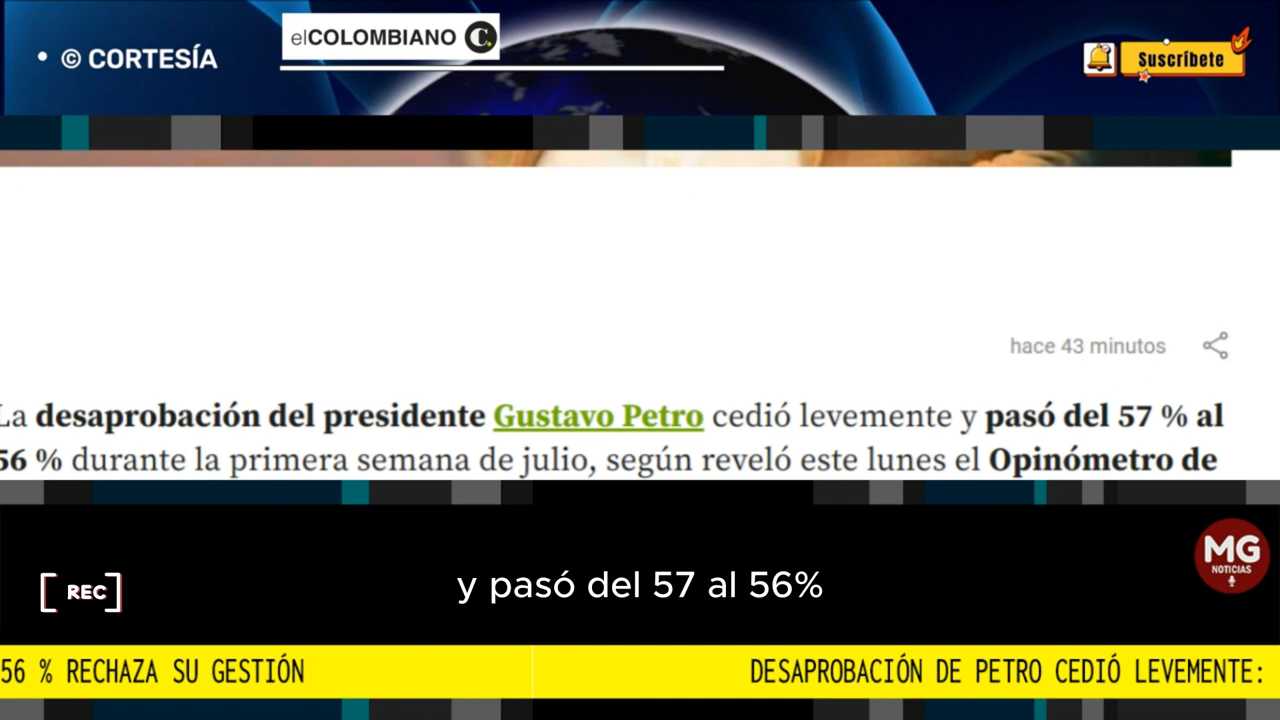 • © CORTESÍA
elCOLOMBIANO C.
Suscríbete
hace 43 minutos
La desaprobación del presidente Gustavo Petro cedió levemente y pasó del 57 % al
56 % durante la primera semana de julio, según reveló este lunes el Opinómetro de
MG
NOTICIAS
[REC]
y pasó del 57 al 56%
56 % RECHAZA SU GESTIÓN
DESAPROBACIÓN DE PETRO CEDIÓ LEVEMENTE: